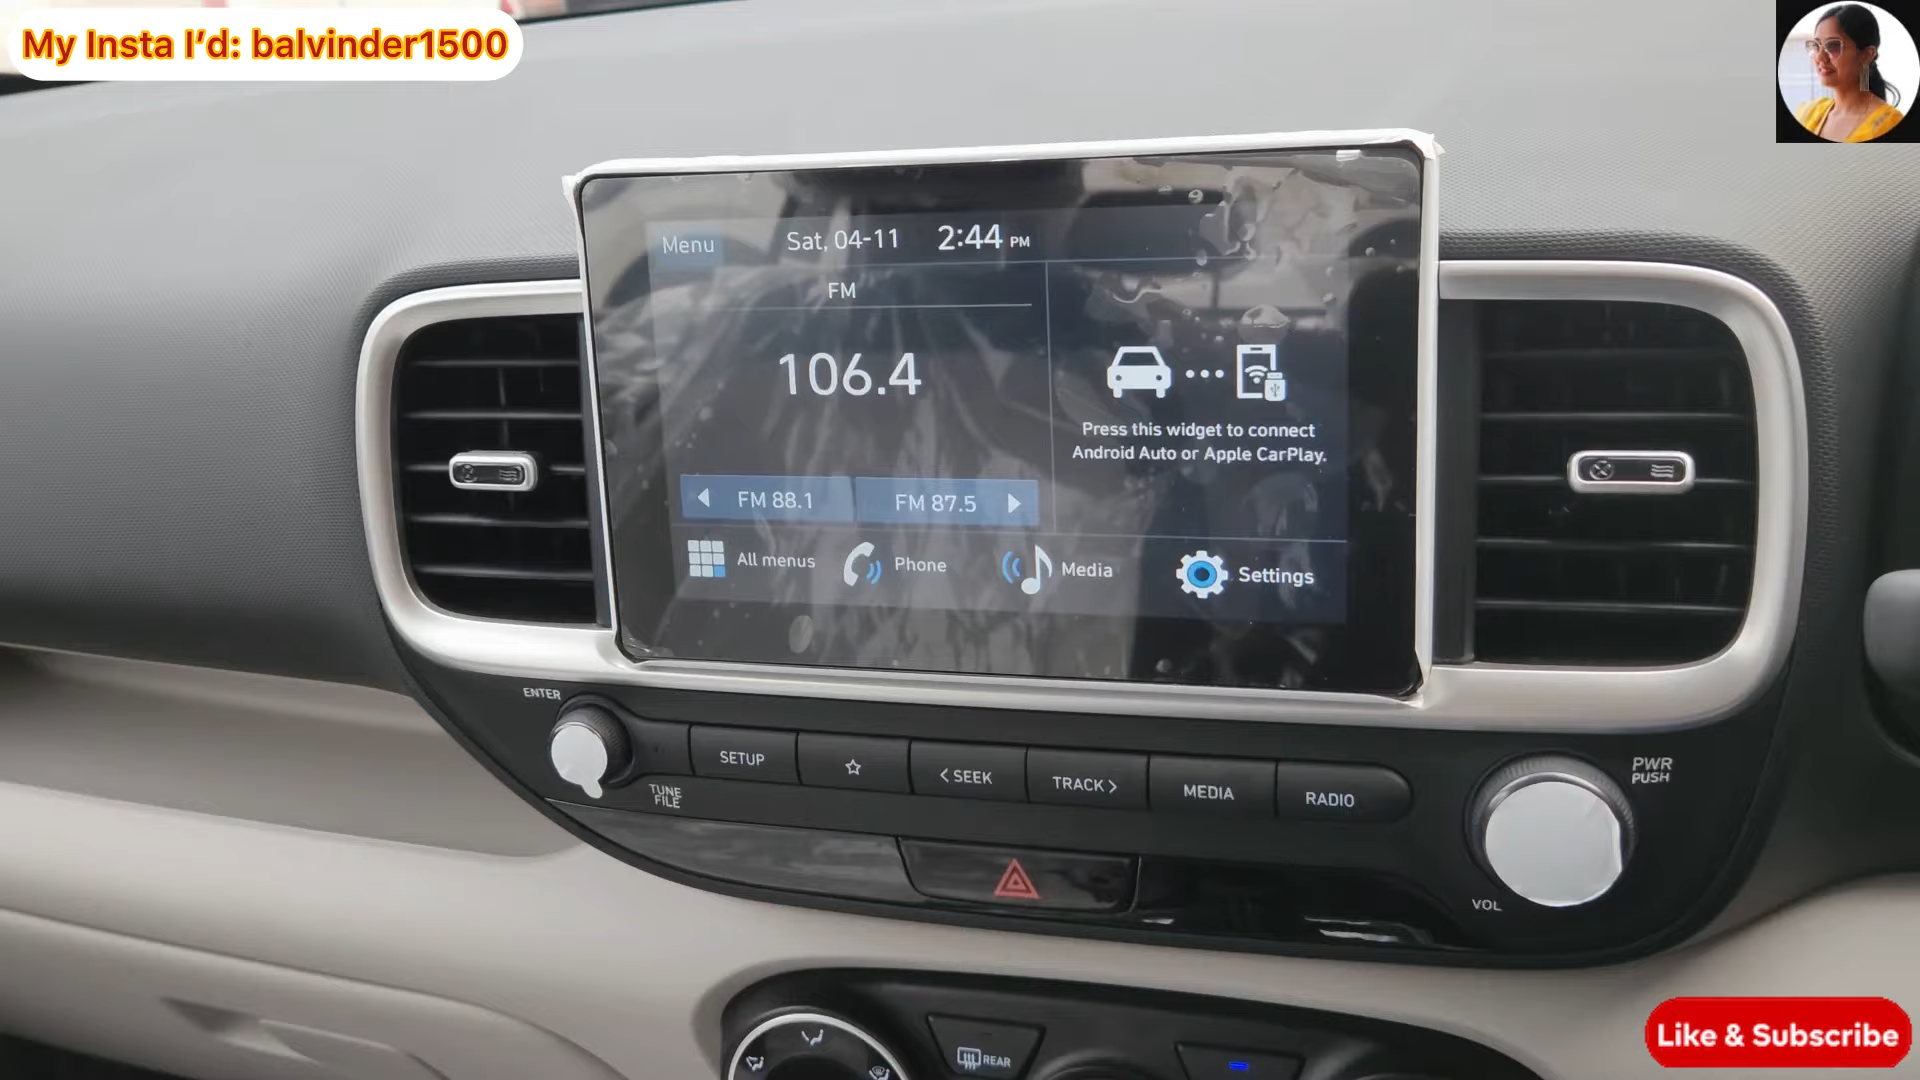 My Insta I'd: balvinder1500
Menu
Sat, 04-11
2:44 PM
FM
106.4
Press this widget to connect
Android Auto or Apple CarPlay.
FM 88.1
FM 87.5
All menus
Phone
Media
Settings
ENTER
TUNE
FILE
SETUP
SEEK
TRACK
MEDIA
RADIO
PWR
PUSH
VOL
REAR
Like & Subscribe